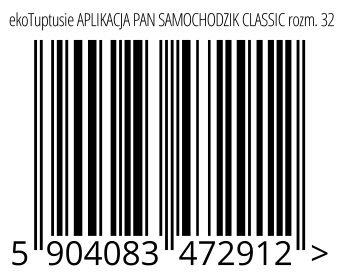 ekoTuptusie APLIKACJA PAN SAMOCHODZIK CLASSIC rozm. 32
5 904083 472912 >